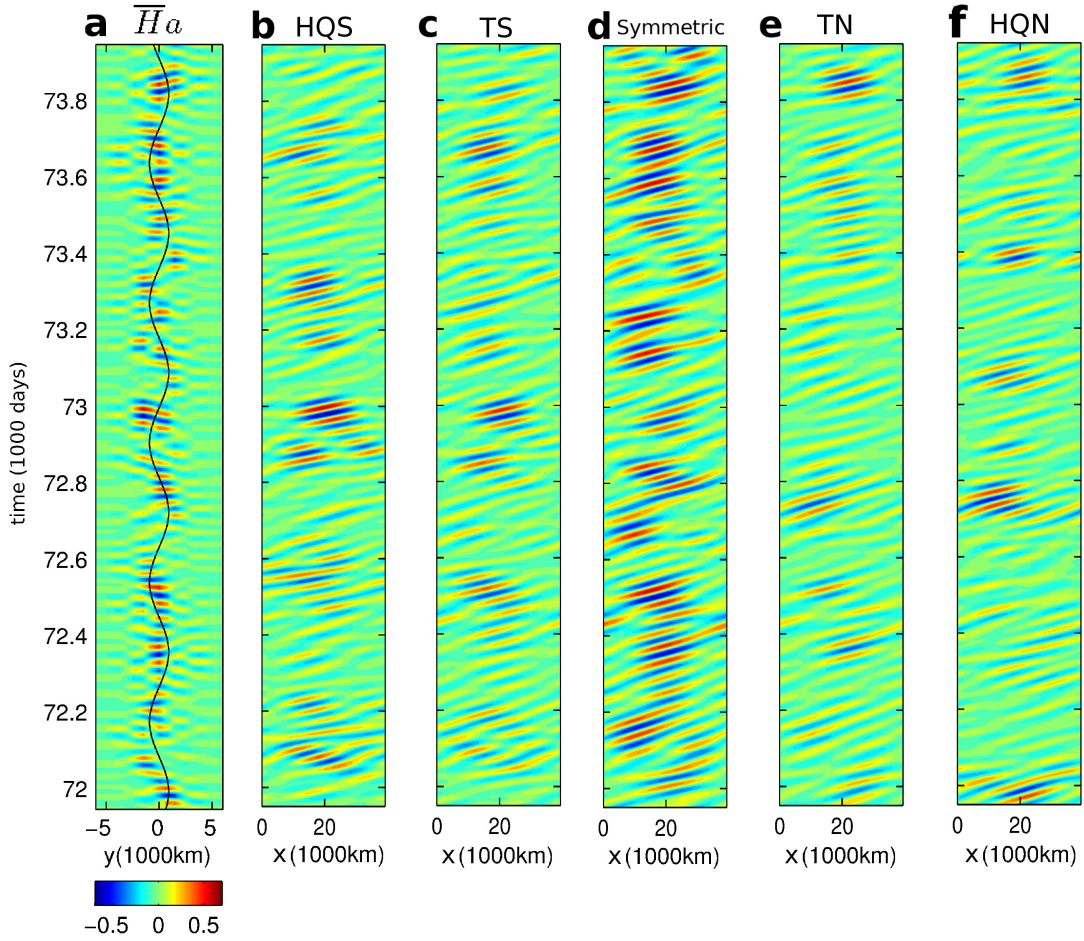 a H̅a b HQS c TS d Symmetric e TN f HQN
73.8
73.6
73.4
73.2
73
72.8
72.6
72.4
72.2
72
time (1000 days)
−5 0 5 0 20 0 20 0 20 0 20 0 20
y(1000km) x(1000km) x(1000km) x(1000km) x(1000km) x(1000km)
−0.5 0 0.5